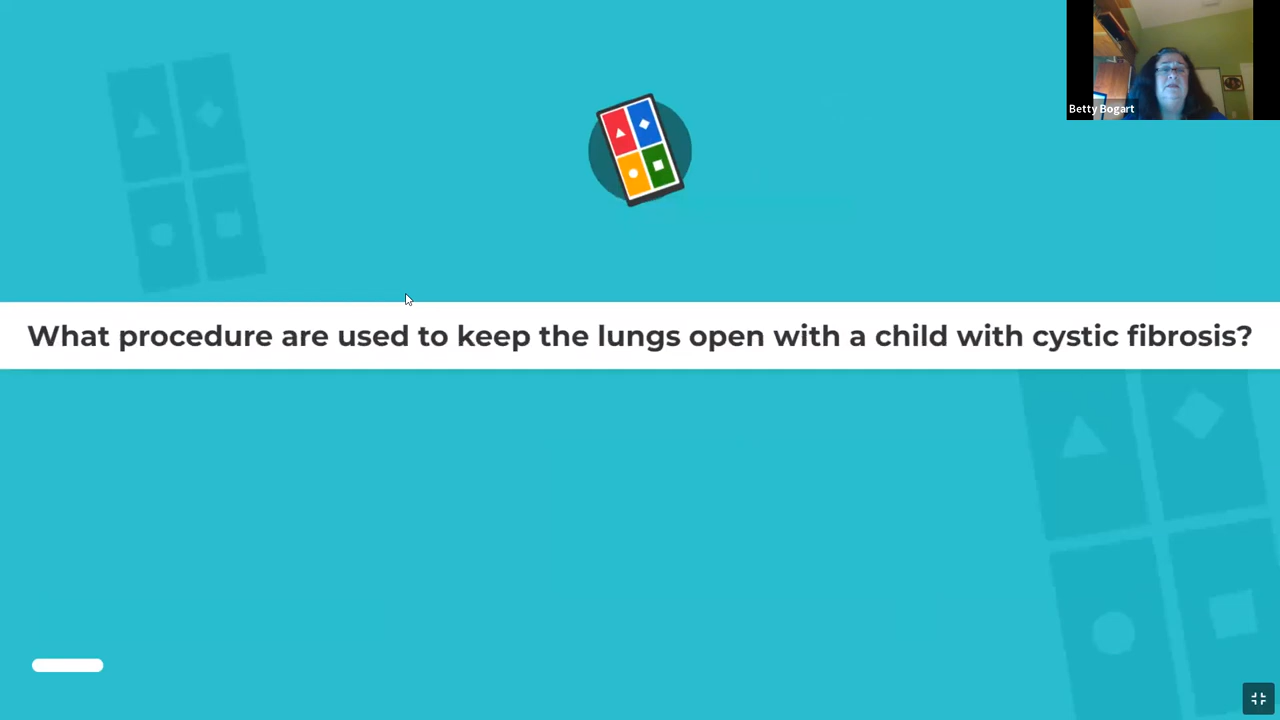 Betty Bogart
What procedure are used to keep the lungs open with a child with cystic fibrosis?